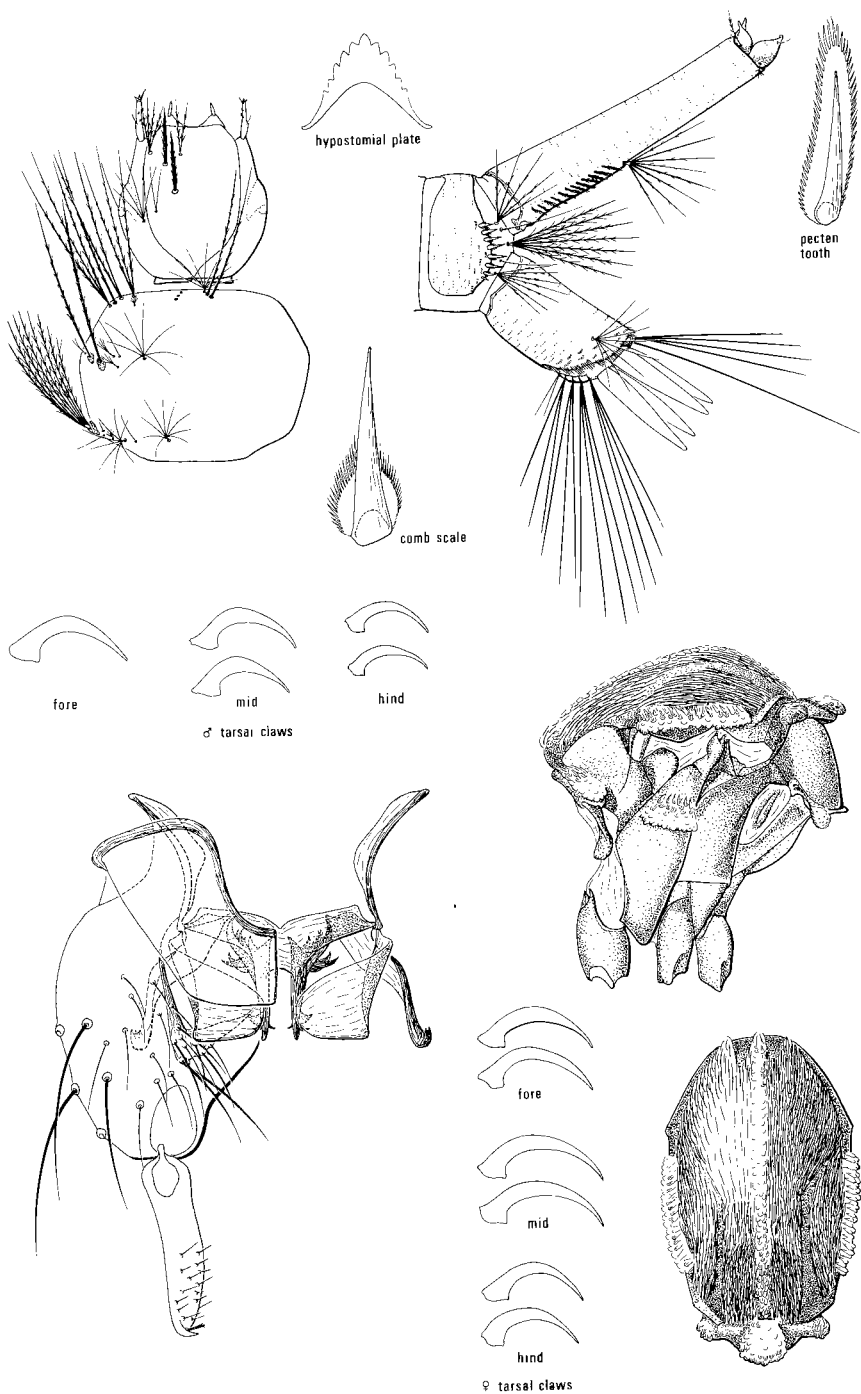 hypostomial plate
pecten
tooth
comb scale
fore
mid
hind
♂ tarsal claws
fore
mid
hind
♀ tarsal claws